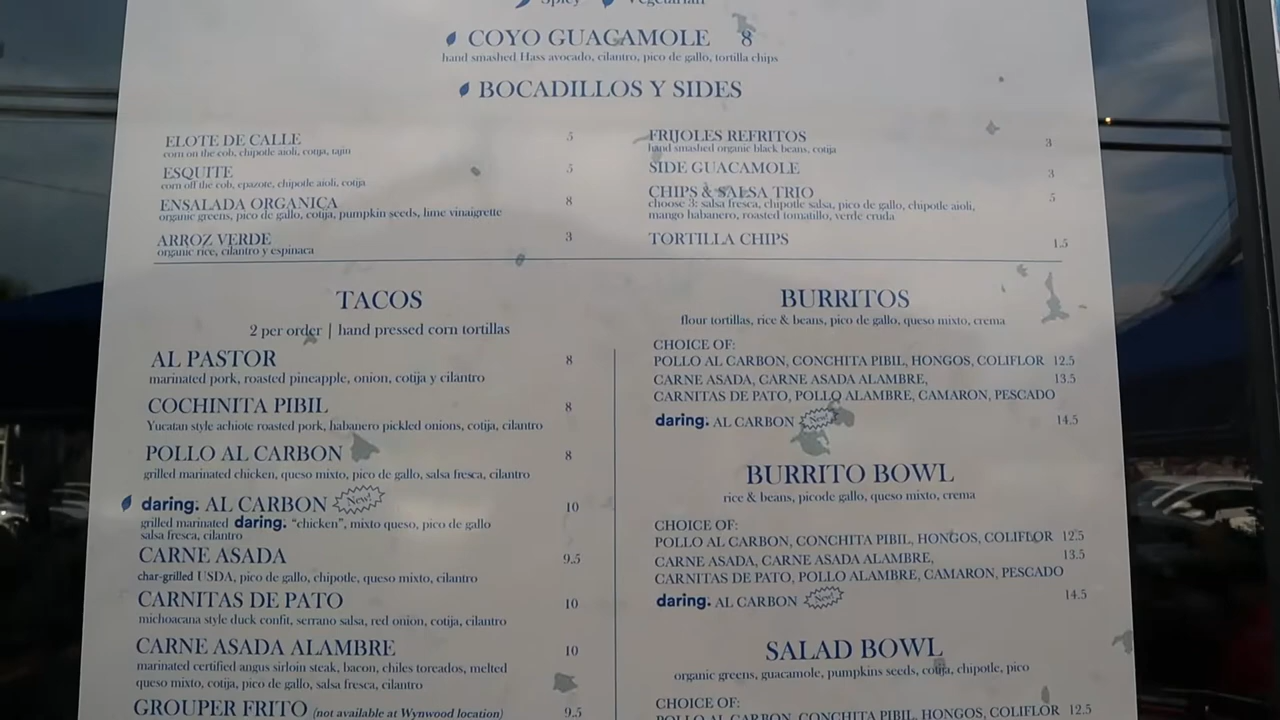 Spicy Vegetarian
COYO GUACAMOLE 8
hand smashed Hass avocado, cilantro, pico de gallo, tortilla chips
BOCADILLOS Y SIDES
ELOTE DE CALLE 5
corn on the cob, chipotle aioli, cotija, tajin
ESQUITE 5
corn off the cob, epazote, chipotle aioli, cotija
ENSALADA ORGANICA 8
organic greens, pico de gallo, cotija, pumpkin seeds, lime vinaigrette
ARROZ VERDE 3
organic rice, cilantro y espinaca
FRIJOLES REFRITOS 3
hand smashed organic black beans, cotija
SIDE GUACAMOLE 3
CHIPS & SALSA TRIO 5
choose 3: salsa fresca, chipotle salsa, pico de gallo, chipotle aioli,
mango habanero, roasted tomatillo, verde cruda
TORTILLA CHIPS 1.5
TACOS
2 per order | hand pressed corn tortillas
AL PASTOR 8
marinated pork, roasted pineapple, onion, cotija y cilantro
COCHINITA PIBIL 8
Yucatan style achiote roasted pork, habanero pickled onions, cotija, cilantro
POLLO AL CARBON 8
grilled marinated chicken, queso mixto, pico de gallo, salsa fresca, cilantro
daring. AL CARBON New! 10
grilled marinated daring. "chicken", mixto queso, pico de gallo
salsa fresca, cilantro
CARNE ASADA 9.5
char-grilled USDA, pico de gallo, chipotle, queso mixto, cilantro
CARNITAS DE PATO 10
michoacana style duck confit, serrano salsa, red onion, cotija, cilantro
CARNE ASADA ALAMBRE 10
marinated certified angus sirloin steak, bacon, chiles toreados, melted
queso mixto, cotija, pico de gallo, salsa fresca, cilantro
GROUPER FRITO (not available at Wynwood location) 9.5
BURRITOS
flour tortillas, rice & beans, pico de gallo, queso mixto, crema
CHOICE OF:
POLLO AL CARBON, CONCHITA PIBIL, HONGOS, COLIFLOR 12.5
CARNE ASADA, CARNE ASADA ALAMBRE, 13.5
CARNITAS DE PATO, POLLO ALAMBRE, CAMARON, PESCADO
daring. AL CARBON New! 14.5
BURRITO BOWL
rice & beans, picode gallo, queso mixto, crema
CHOICE OF:
POLLO AL CARBON, CONCHITA PIBIL, HONGOS, COLIFLOR 12.5
CARNE ASADA, CARNE ASADA ALAMBRE, 13.5
CARNITAS DE PATO, POLLO ALAMBRE, CAMARON, PESCADO
daring. AL CARBON New! 14.5
SALAD BOWL
organic greens, guacamole, pumpkins seeds, cotija, chipotle, pico
CHOICE OF:
POLLO AL CARBON, CONCHITA PIBIL, HONGOS, COLIFLOR 12.5